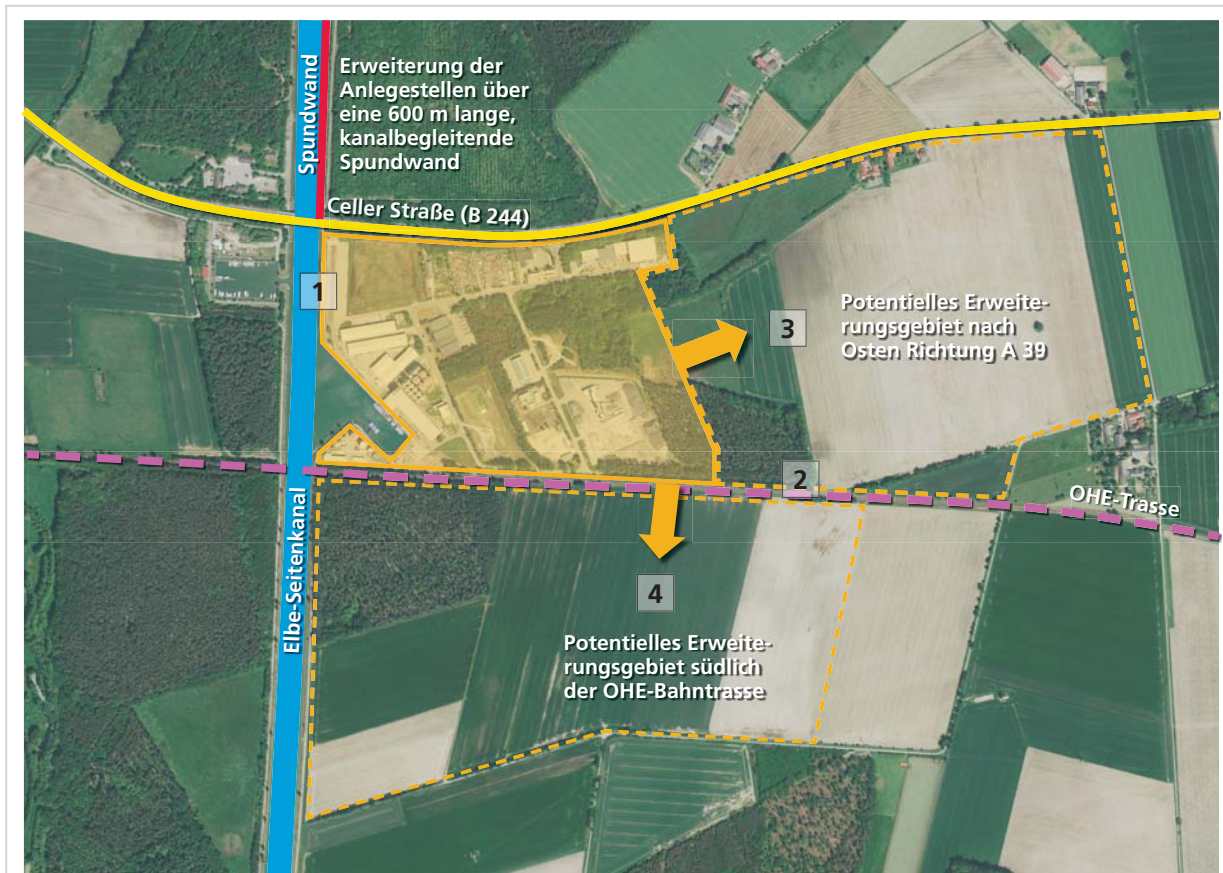 Spundwand
Erweiterung der
Anlegestellen über
eine 600 m lange,
kanalbegleitende
Spundwand
Celler Straße (B 244)
1
3
Potentielles Erweite-
rungsgebiet nach
Osten Richtung A 39
2
OHE-Trasse
Elbe-Seitenkanal
4
Potentielles Erweite-
rungsgebiet südlich
der OHE-Bahntrasse